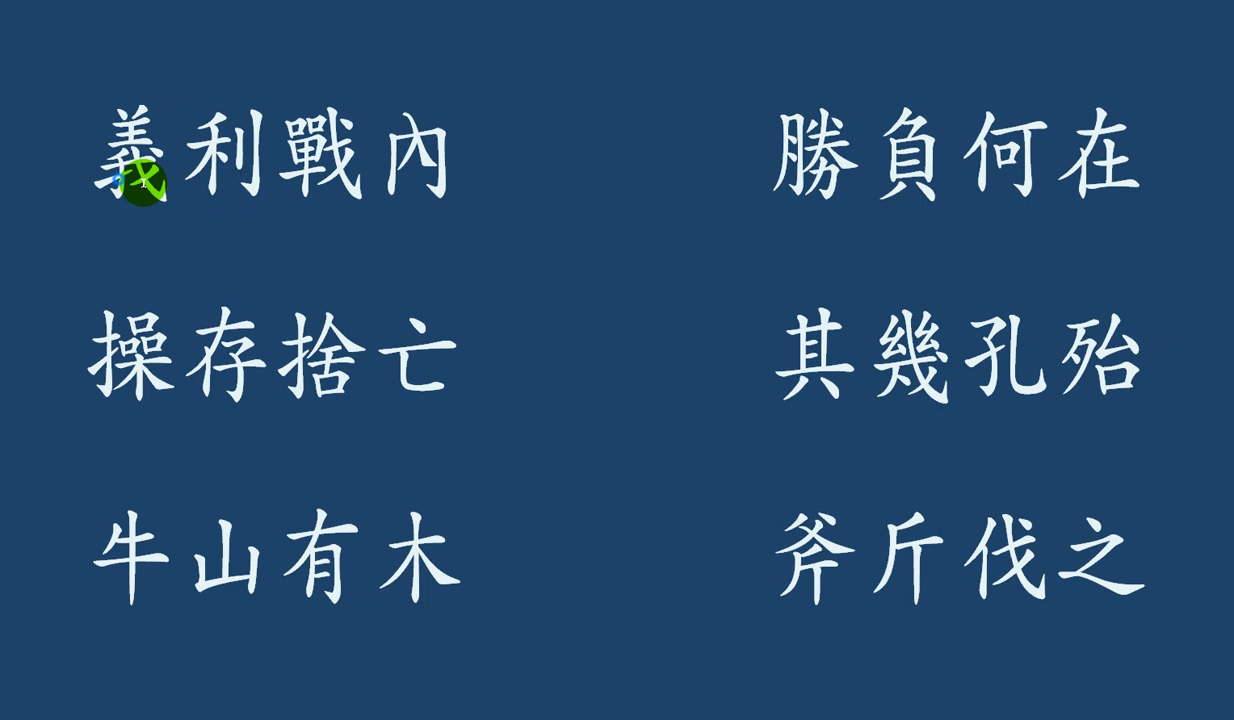 義利戰內 勝負何在
操存捨亡 其幾孔殆
牛山有木 斧斤伐之